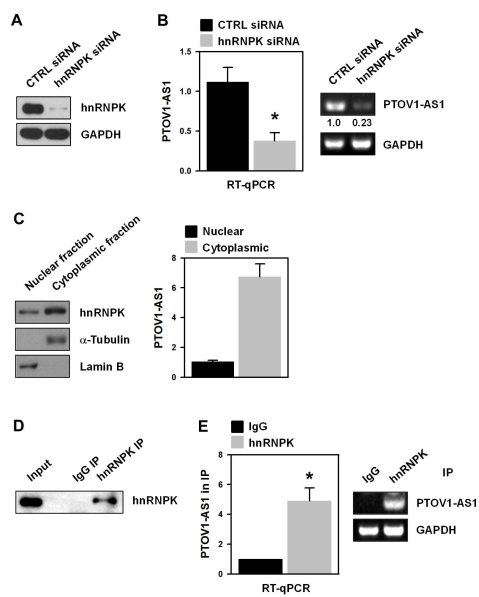 A
CTRL siRNA
hnRNPK siRNA
hnRNPK
GAPDH
B
CTRL siRNA
hnRNPK siRNA
PTOV1-AS1
1.5
1.0
0.5
0.0
*
RT-qPCR
CTRL siRNA
hnRNPK siRNA
PTOV1-AS1
1.0 0.23
GAPDH
C
Nuclear fraction
Cytoplasmic fraction
hnRNPK
α-Tubulin
Lamin B
Nuclear
Cytoplasmic
PTOV1-AS1
8
6
4
2
0
D
Input
IgG IP
hnRNPK IP
hnRNPK
E
IgG
hnRNPK
PTOV1-AS1 in IP
6
4
2
0
*
RT-qPCR
IgG
hnRNPK
IP
PTOV1-AS1
GAPDH